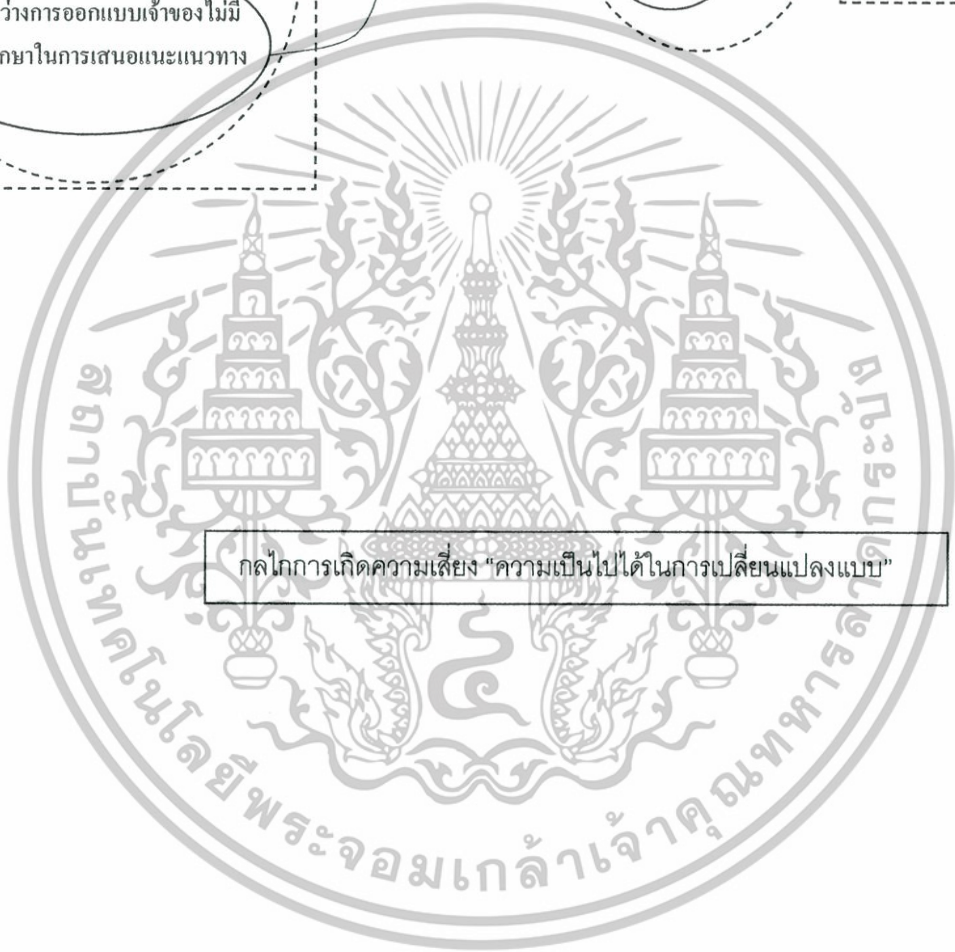 ว่างการออกแบบเจ้าของไม่มี
กษาในการเสนอแนะแนวทาง
กลไกการเกิดความเสี่ยง “ความเป็นไปได้ในการเปลี่ยนแปลงแบบ”
สถาบันเทคโนโลยีพระจอมเกล้าเจ้าคุณทหารลาดกระบัง
๔